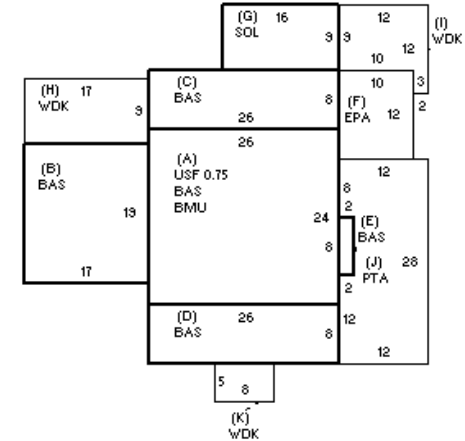 (G) 16
SOL
9
9
12
(I)
WDK
12
10
3
2
(H) 17
WDK
9
(C)
BAS
8
26
10
(F)
EPA
12
26
(A)
USF 0.75
BAS
BMU
24
8
(B)
BAS
19
17
12
8
2
(E)
BAS
(J)
PTA
28
2
12
12
(D)
BAS
26
8
5
8
(K)
WDK